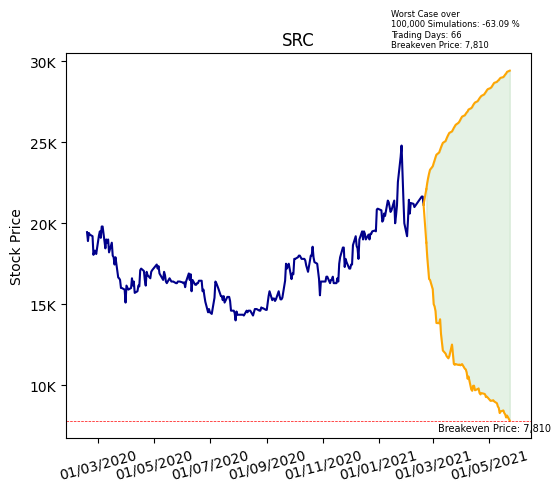 Worst Case over
100,000 Simulations: -63.09 %
Trading Days: 66
Breakeven Price: 7,810
SRC
30K
25K
20K
15K
10K
Stock Price
Breakeven Price: 7,810
01/03/2020 01/05/2020 01/07/2020 01/09/2020 01/11/2020 01/01/2021 01/03/2021 01/05/2021